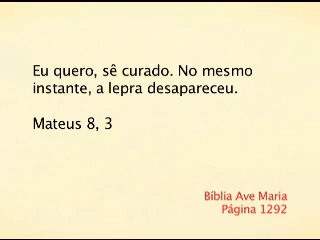 Eu quero, sê curado. No mesmo
instante, a lepra desapareceu.
Mateus 8, 3
Bíblia Ave Maria
Página 1292